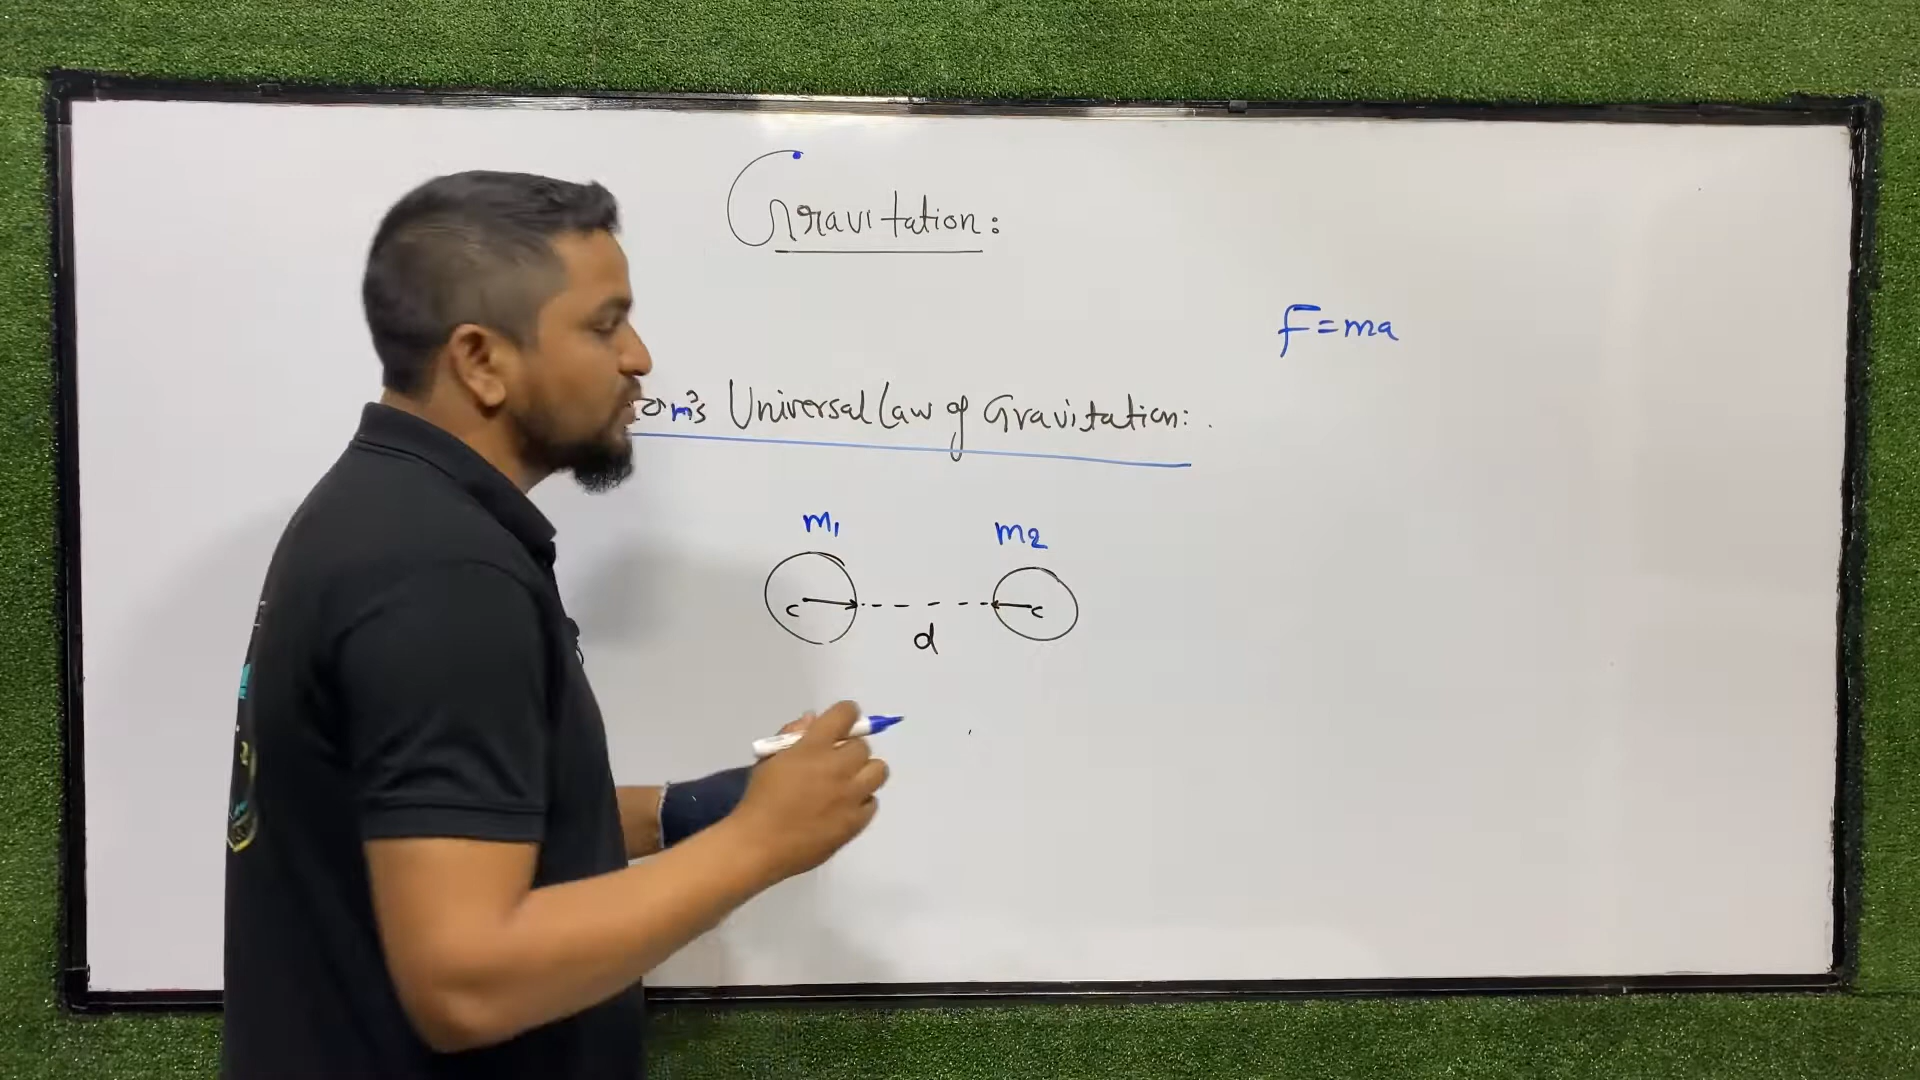 Gravitation:
F=ma
Universal Law of Gravitation:.
m1 m2
c c
d